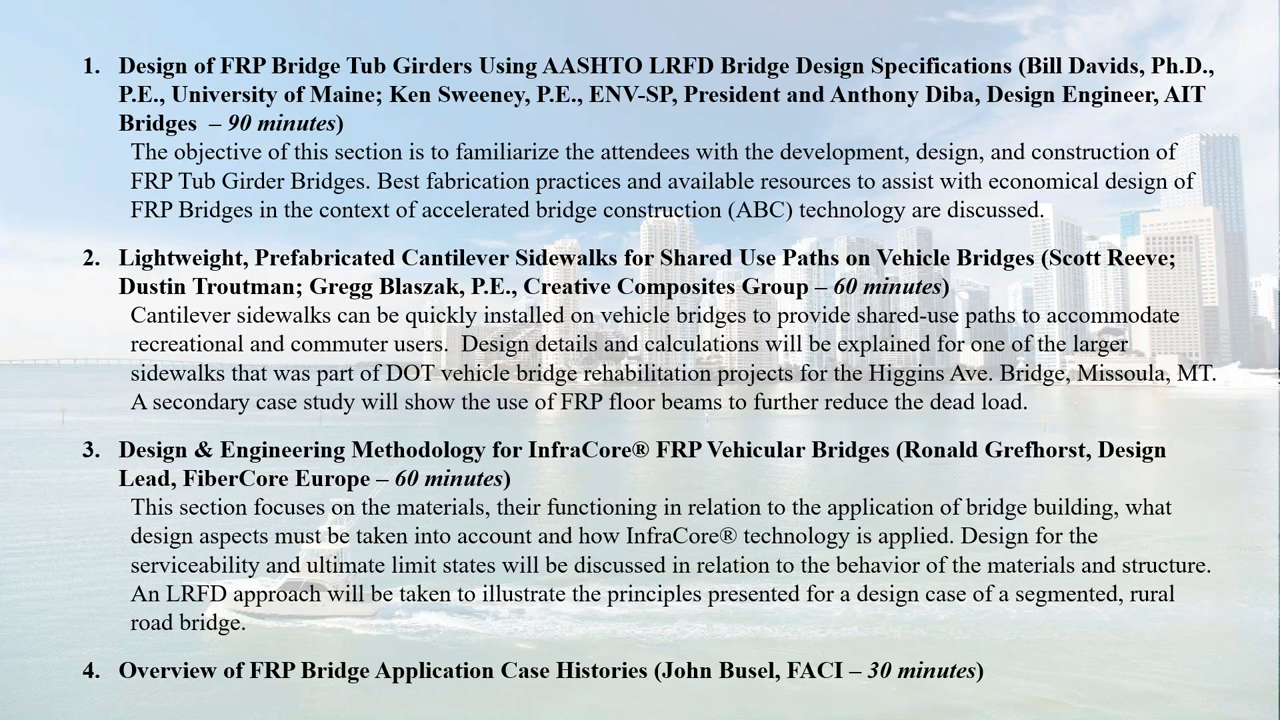 1. Design of FRP Bridge Tub Girders Using AASHTO LRFD Bridge Design Specifications (Bill Davids, Ph.D.,
P.E., University of Maine; Ken Sweeney, P.E., ENV-SP, President and Anthony Diba, Design Engineer, AIT
Bridges – 90 minutes)
The objective of this section is to familiarize the attendees with the development, design, and construction of
FRP Tub Girder Bridges. Best fabrication practices and available resources to assist with economical design of
FRP Bridges in the context of accelerated bridge construction (ABC) technology are discussed.
2. Lightweight, Prefabricated Cantilever Sidewalks for Shared Use Paths on Vehicle Bridges (Scott Reeve;
Dustin Troutman; Gregg Blaszak, P.E., Creative Composites Group – 60 minutes)
Cantilever sidewalks can be quickly installed on vehicle bridges to provide shared-use paths to accommodate
recreational and commuter users. Design details and calculations will be explained for one of the larger
sidewalks that was part of DOT vehicle bridge rehabilitation projects for the Higgins Ave. Bridge, Missoula, MT.
A secondary case study will show the use of FRP floor beams to further reduce the dead load.
3. Design & Engineering Methodology for InfraCore® FRP Vehicular Bridges (Ronald Grefhorst, Design
Lead, FiberCore Europe – 60 minutes)
This section focuses on the materials, their functioning in relation to the application of bridge building, what
design aspects must be taken into account and how InfraCore® technology is applied. Design for the
serviceability and ultimate limit states will be discussed in relation to the behavior of the materials and structure.
An LRFD approach will be taken to illustrate the principles presented for a design case of a segmented, rural
road bridge.
4. Overview of FRP Bridge Application Case Histories (John Busel, FACI – 30 minutes)